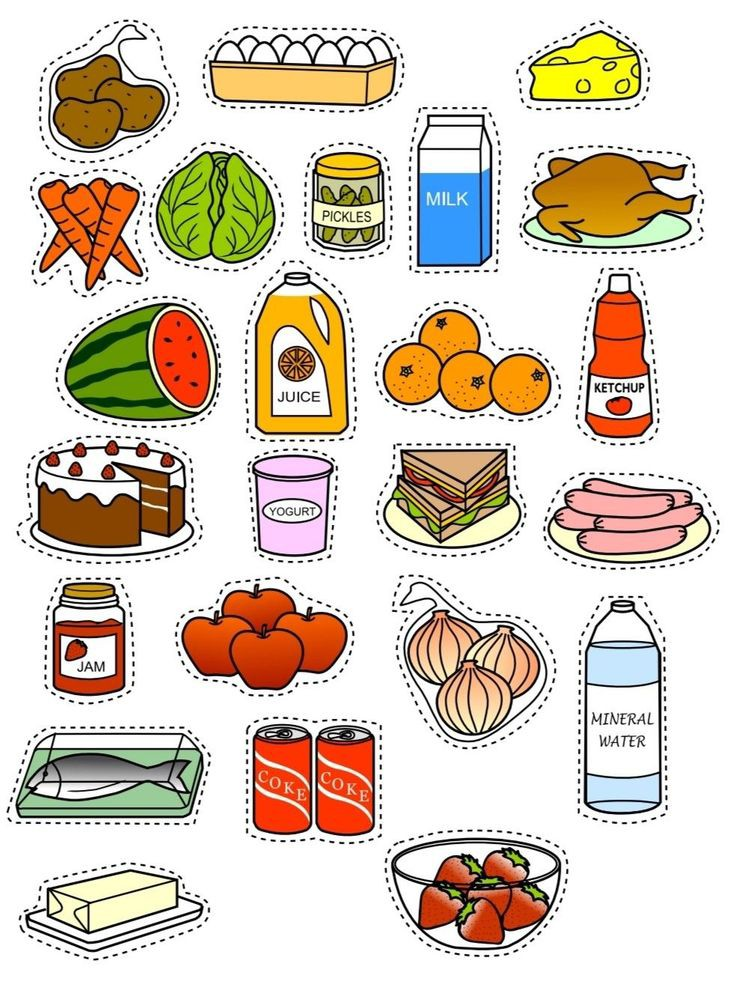 MILK
PICKLES
JUICE
KETCHUP
YOGURT
JAM
MINERAL
WATER
COKE
COKE